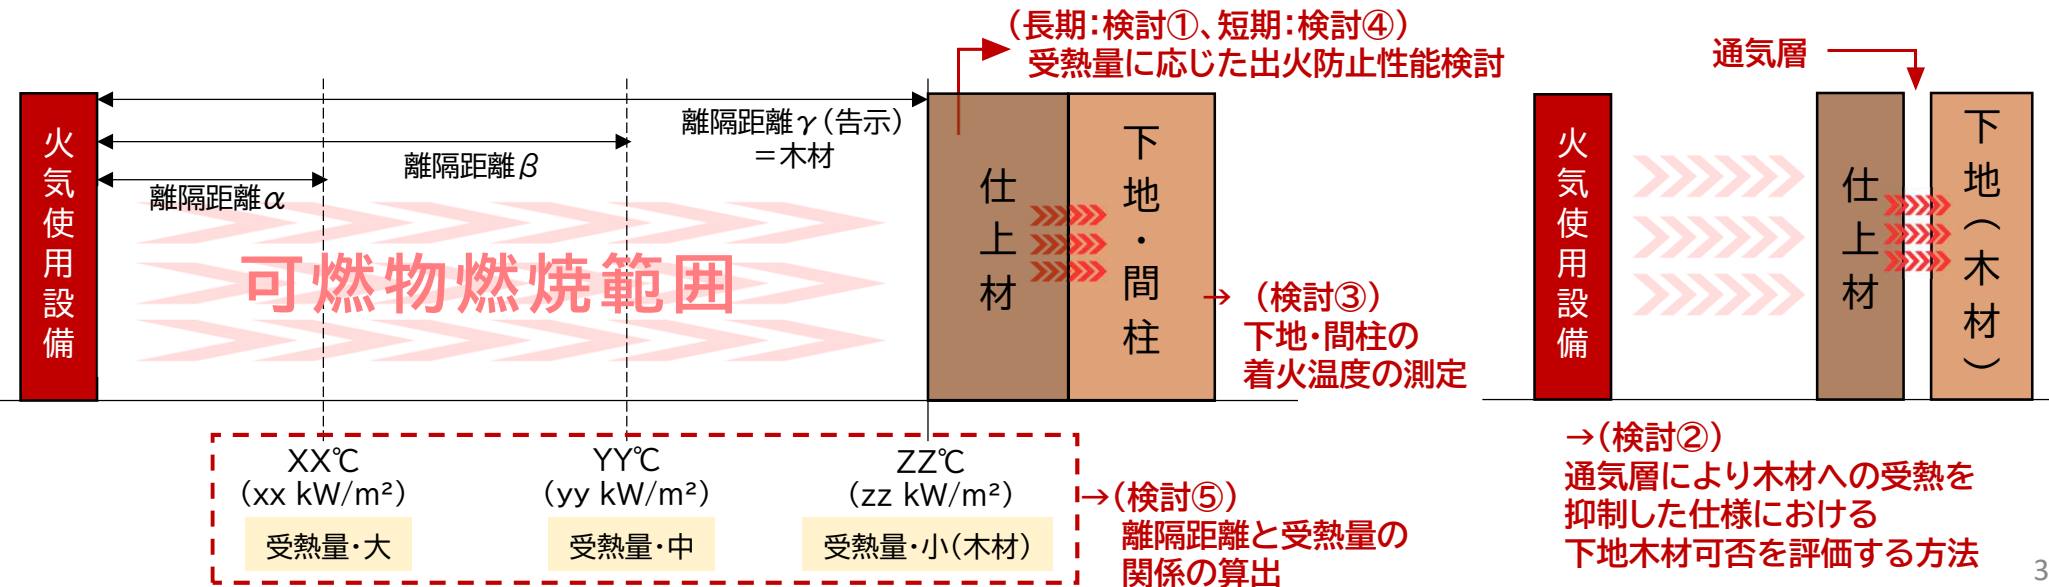 (長期：検討①、短期：検討④)
受熱量に応じた出火防止性能検討
火気使用設備
離隔距離γ(告示)
＝木材
離隔距離β
離隔距離α
可燃物燃焼範囲
仕上材
下地・間柱
→ (検討③)
下地・間柱の
着火温度の測定
XX℃
(xx kW/m²)
受熱量・大
YY℃
(yy kW/m²)
受熱量・中
ZZ℃
(zz kW/m²)
受熱量・小(木材)
→(検討⑤)
離隔距離と受熱量の
関係の算出
通気層
火気使用設備
仕上材
下地(木材)
→(検討②)
通気層により木材への受熱を
抑制した仕様における
下地木材可否を評価する方法
3